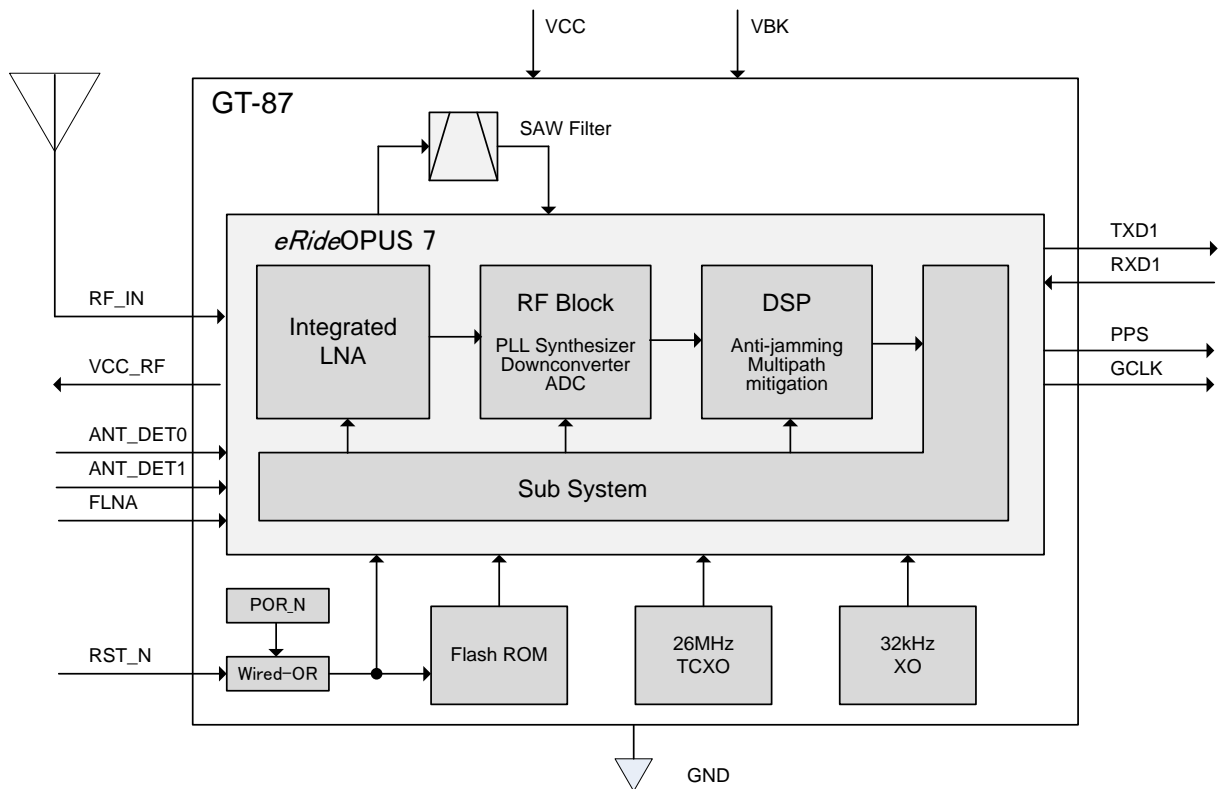 VCC
VBK
GT-87
SAW Filter
eRideOPUS 7
TXD1
RXD1
RF_IN
Integrated
LNA
RF Block
PLL Synthesizer
Downconverter
ADC
DSP
Anti-jamming
Multipath
mitigation
PPS
GCLK
VCC_RF
ANT_DET0
ANT_DET1
FLNA
Sub System
POR_N
RST_N
Wired-OR
Flash ROM
26MHz
TCXO
32kHz
XO
GND